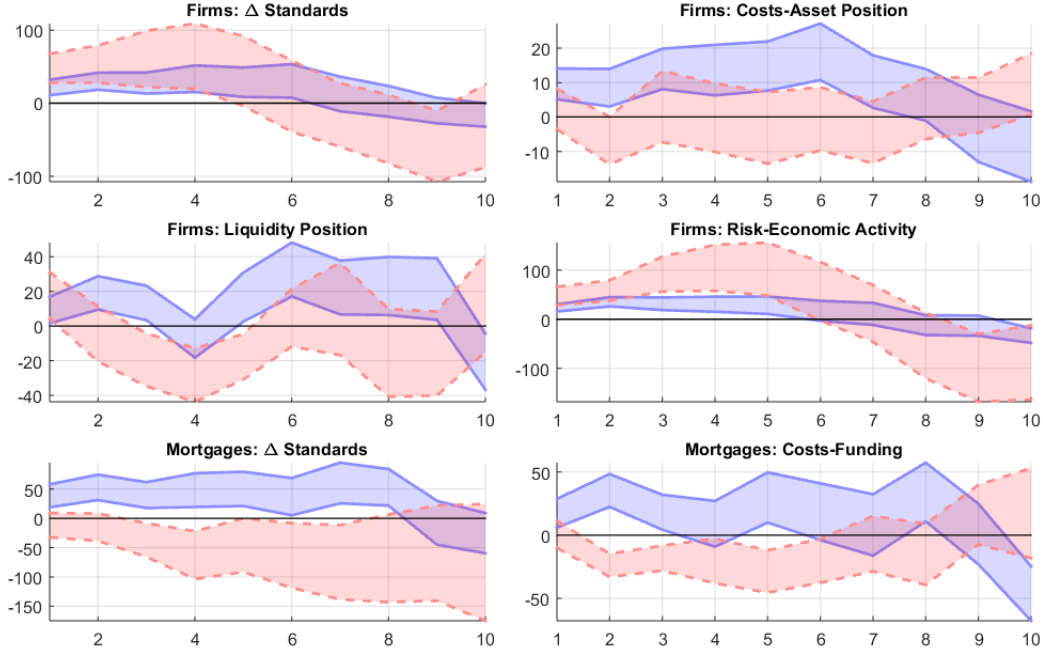 Firms: Δ Standards
100
0
-100
2 4 6 8 10
Firms: Costs-Asset Position
20
10
0
-10
1 2 3 4 5 6 7 8 9 10
Firms: Liquidity Position
40
20
0
-20
-40
2 4 6 8 10
Firms: Risk-Economic Activity
100
0
-100
1 2 3 4 5 6 7 8 9 10
Mortgages: Δ Standards
50
0
-50
-100
-150
2 4 6 8 10
Mortgages: Costs-Funding
50
0
-50
1 2 3 4 5 6 7 8 9 10